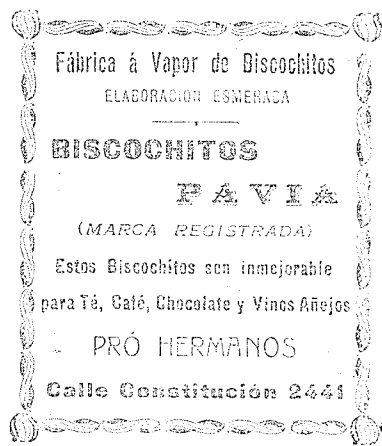 Fábrica á Vapor de Biscochitos
ELABORACION ESMERADA
BISCOCHITOS
PAVIA
(MARCA REGISTRADA)
Estos Biscochitos son inmejorable
para Té, Café, Chocolate y Vinos Añejos
PRÓ HERMANOS
Calle Constitución 2441